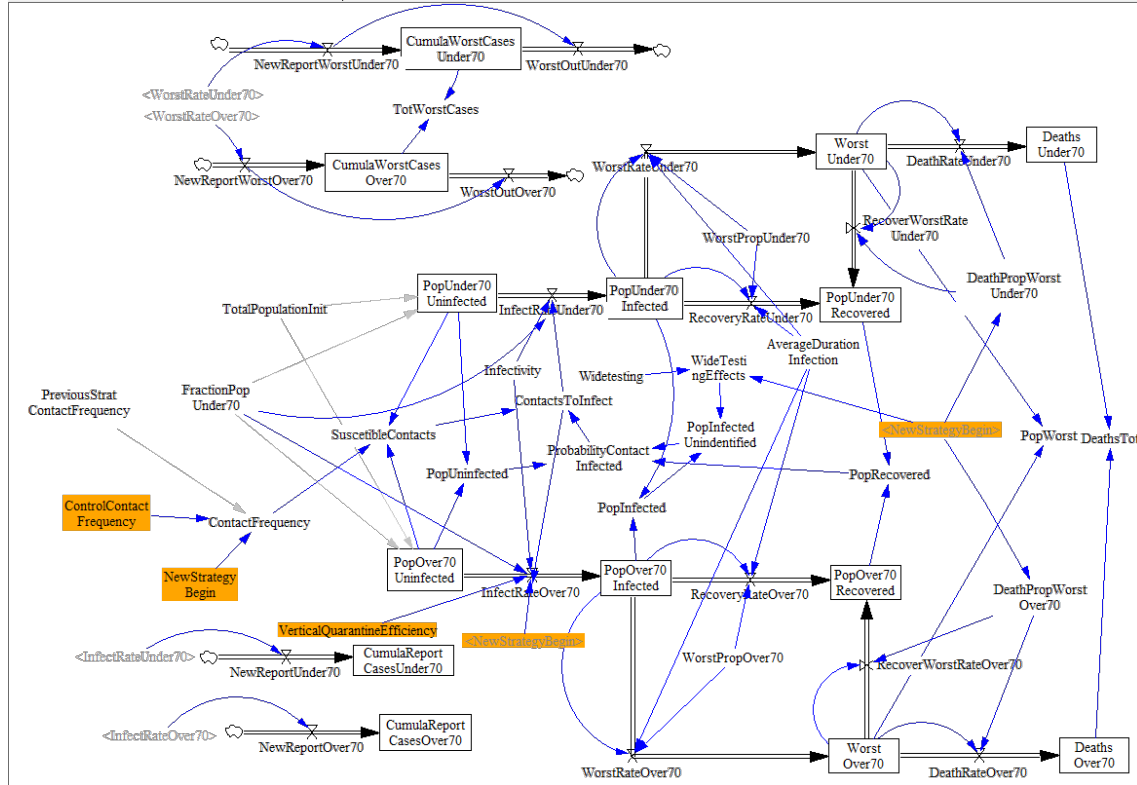 CumulaWorstCases
Under70
NewReportWorstUnder70
WorstOutUnder70
<WorstRateUnder70>
<WorstRateOver70>
TotWorstCases
CumulaWorstCases
Over70
NewReportWorstOver70
WorstOutOver70
WorstRateUnder70
Worst
Under70
DeathRateUnder70
Deaths
Under70
RecoverWorstRate
Under70
WorstPropUnder70
DeathPropWorst
Under70
PopUnder70
Uninfected
InfectRateUnder70
PopUnder70
Infected
RecoveryRateUnder70
PopUnder70
Recovered
TotalPopulationInit
AverageDuration
Infection
WideTesti
ngEffects
Widetesting
Infectivity
PreviousStrat
ContactFrequency
FractionPop
Under70
ContactsToInfect
SuscetibleContacts
PopInfected
Unidentified
<NewStrategyBegin>
PopWorst
DeathsTot
ProbabilityContact
Infected
PopUninfected
PopRecovered
PopInfected
ControlContact
Frequency
ContactFrequency
NewStrategy
Begin
PopOver70
Uninfected
InfectRateOver70
PopOver70
Infected
RecoveryRateOver70
PopOver70
Recovered
DeathPropWorst
Over70
VerticalQuarantineEfficiency
<NewStrategyBegin>
<InfectRateUnder70>
NewReportUnder70
CumulaReport
CasesUnder70
WorstPropOver70
RecoverWorstRateOver70
<InfectRateOver70>
NewReportOver70
CumulaReport
CasesOver70
WorstRateOver70
Worst
Over70
DeathRateOver70
Deaths
Over70